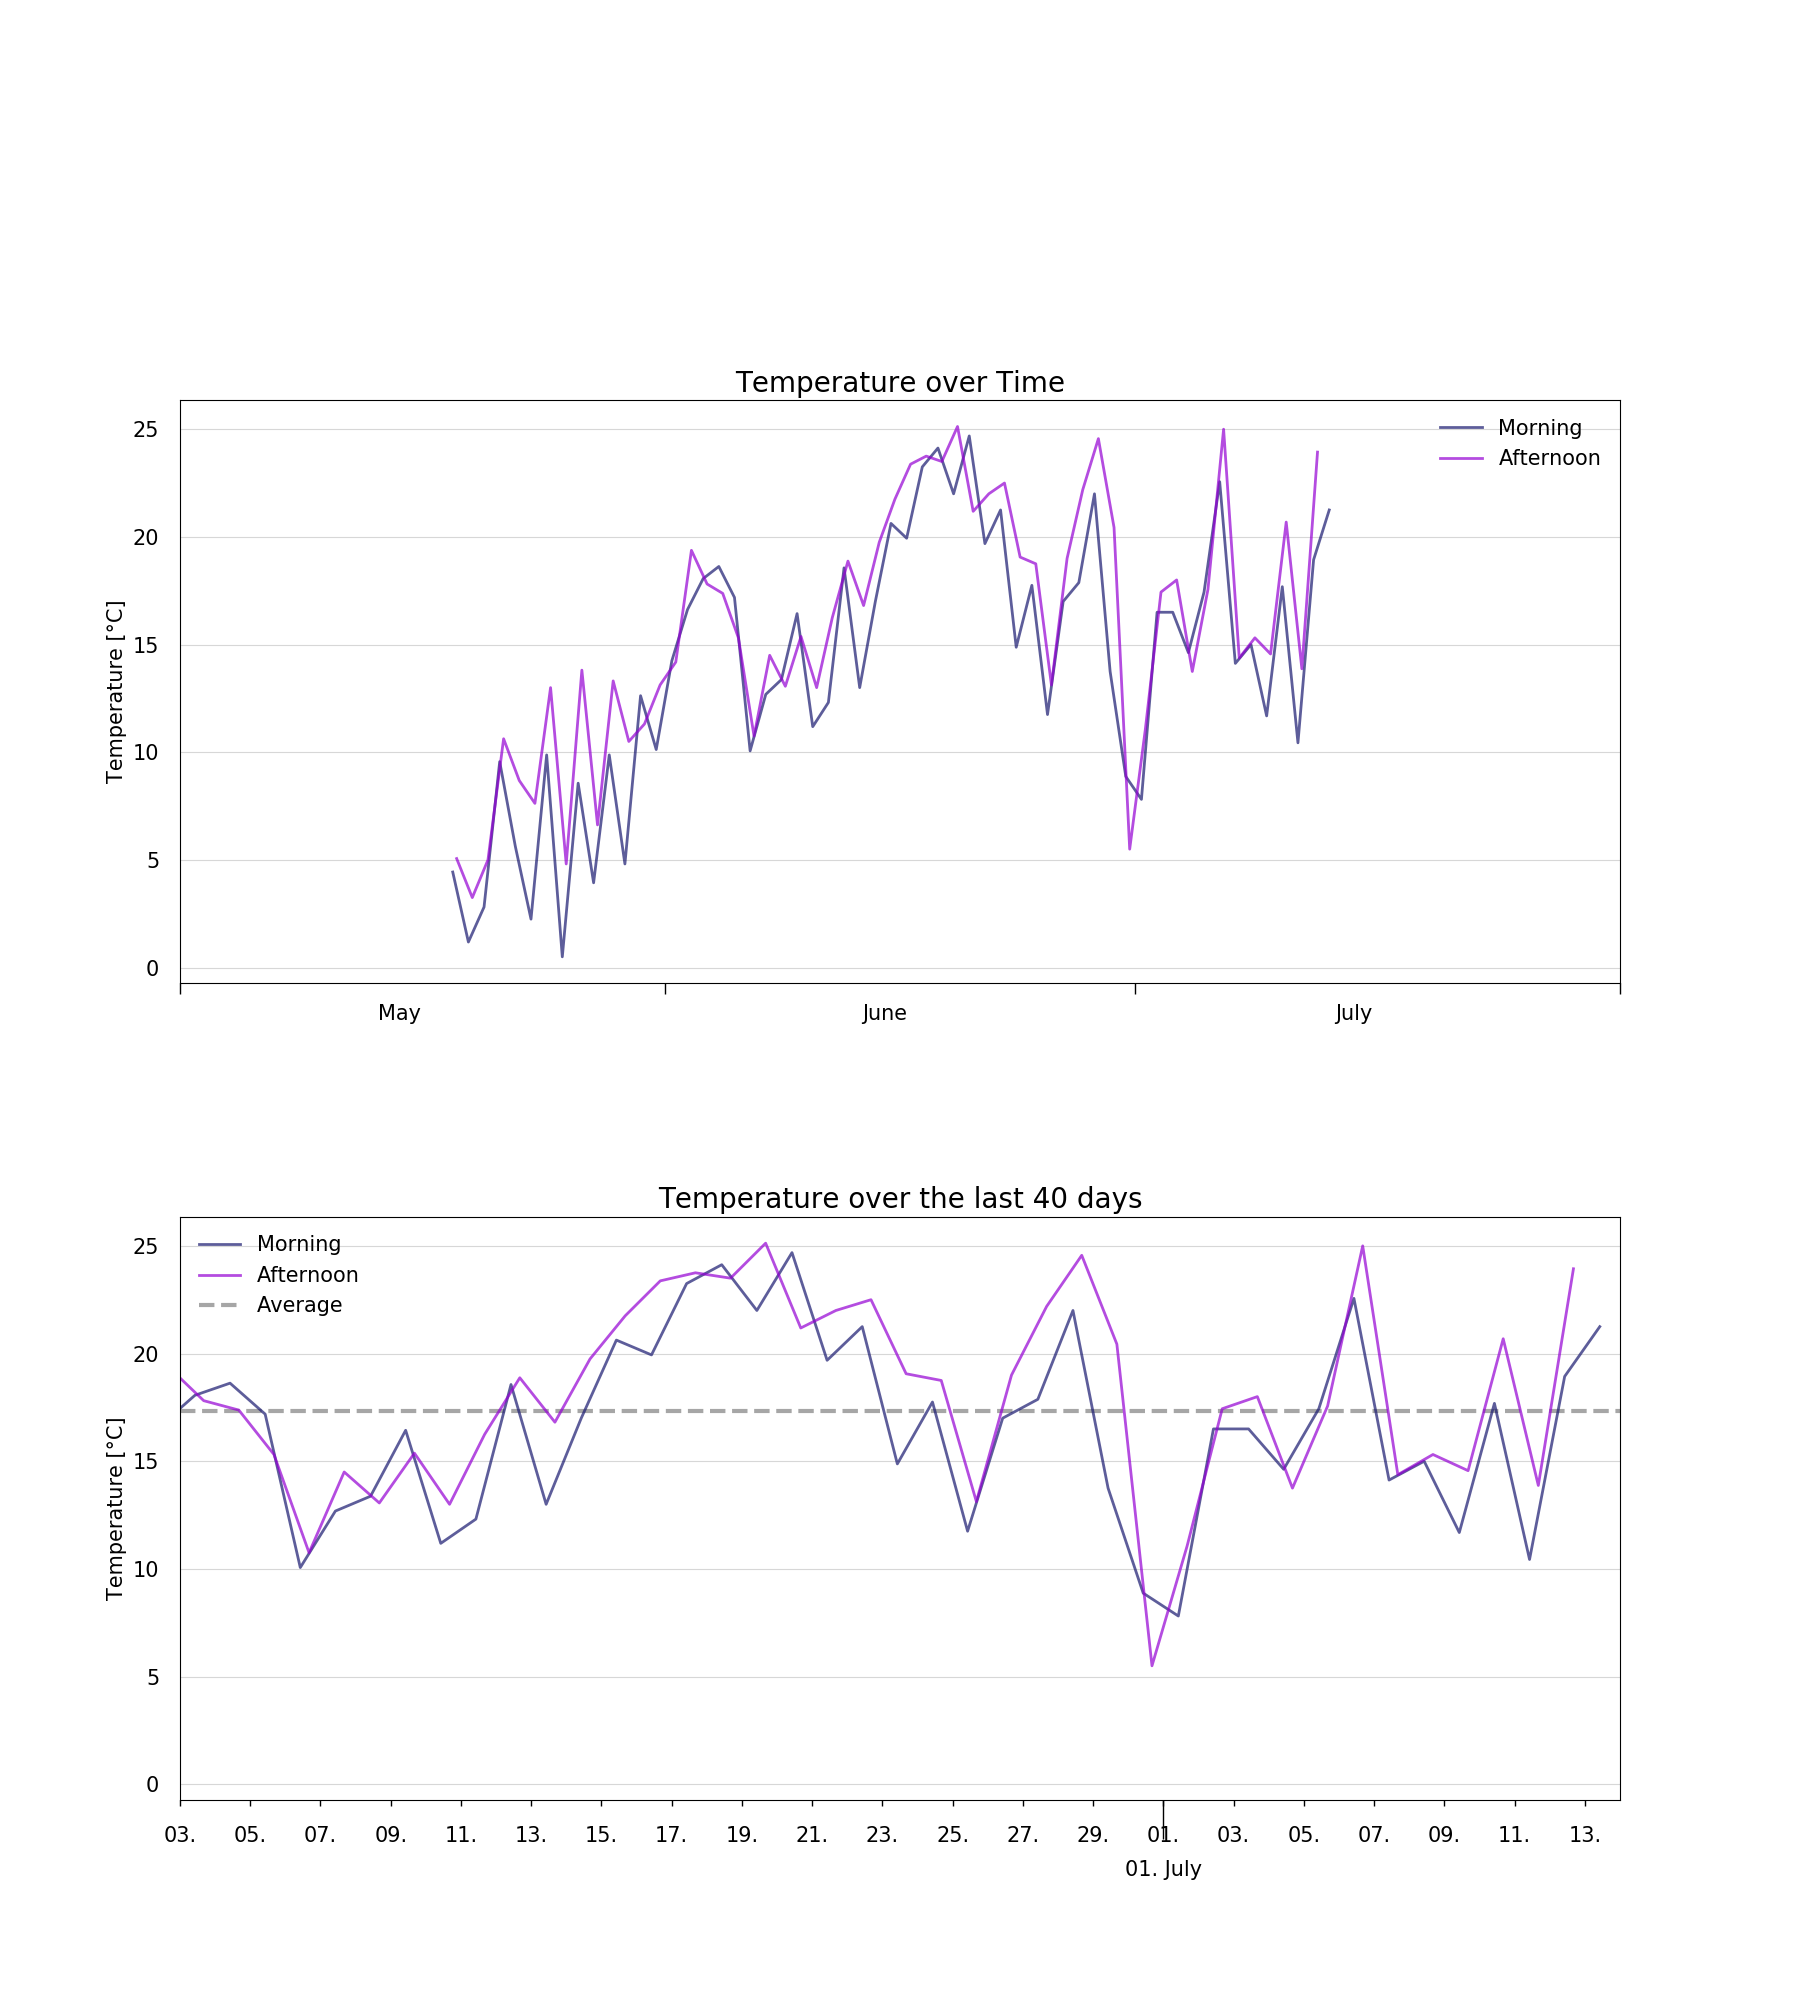 Temperature over Time
Morning
Afternoon
Temperature [°C]
25
20
15
10
5
0
May June July
Temperature over the last 40 days
Morning
Afternoon
Average
Temperature [°C]
25
20
15
10
5
0
03. 05. 07. 09. 11. 13. 15. 17. 19. 21. 23. 25. 27. 29. 01. 03. 05. 07. 09. 11. 13.
01. July